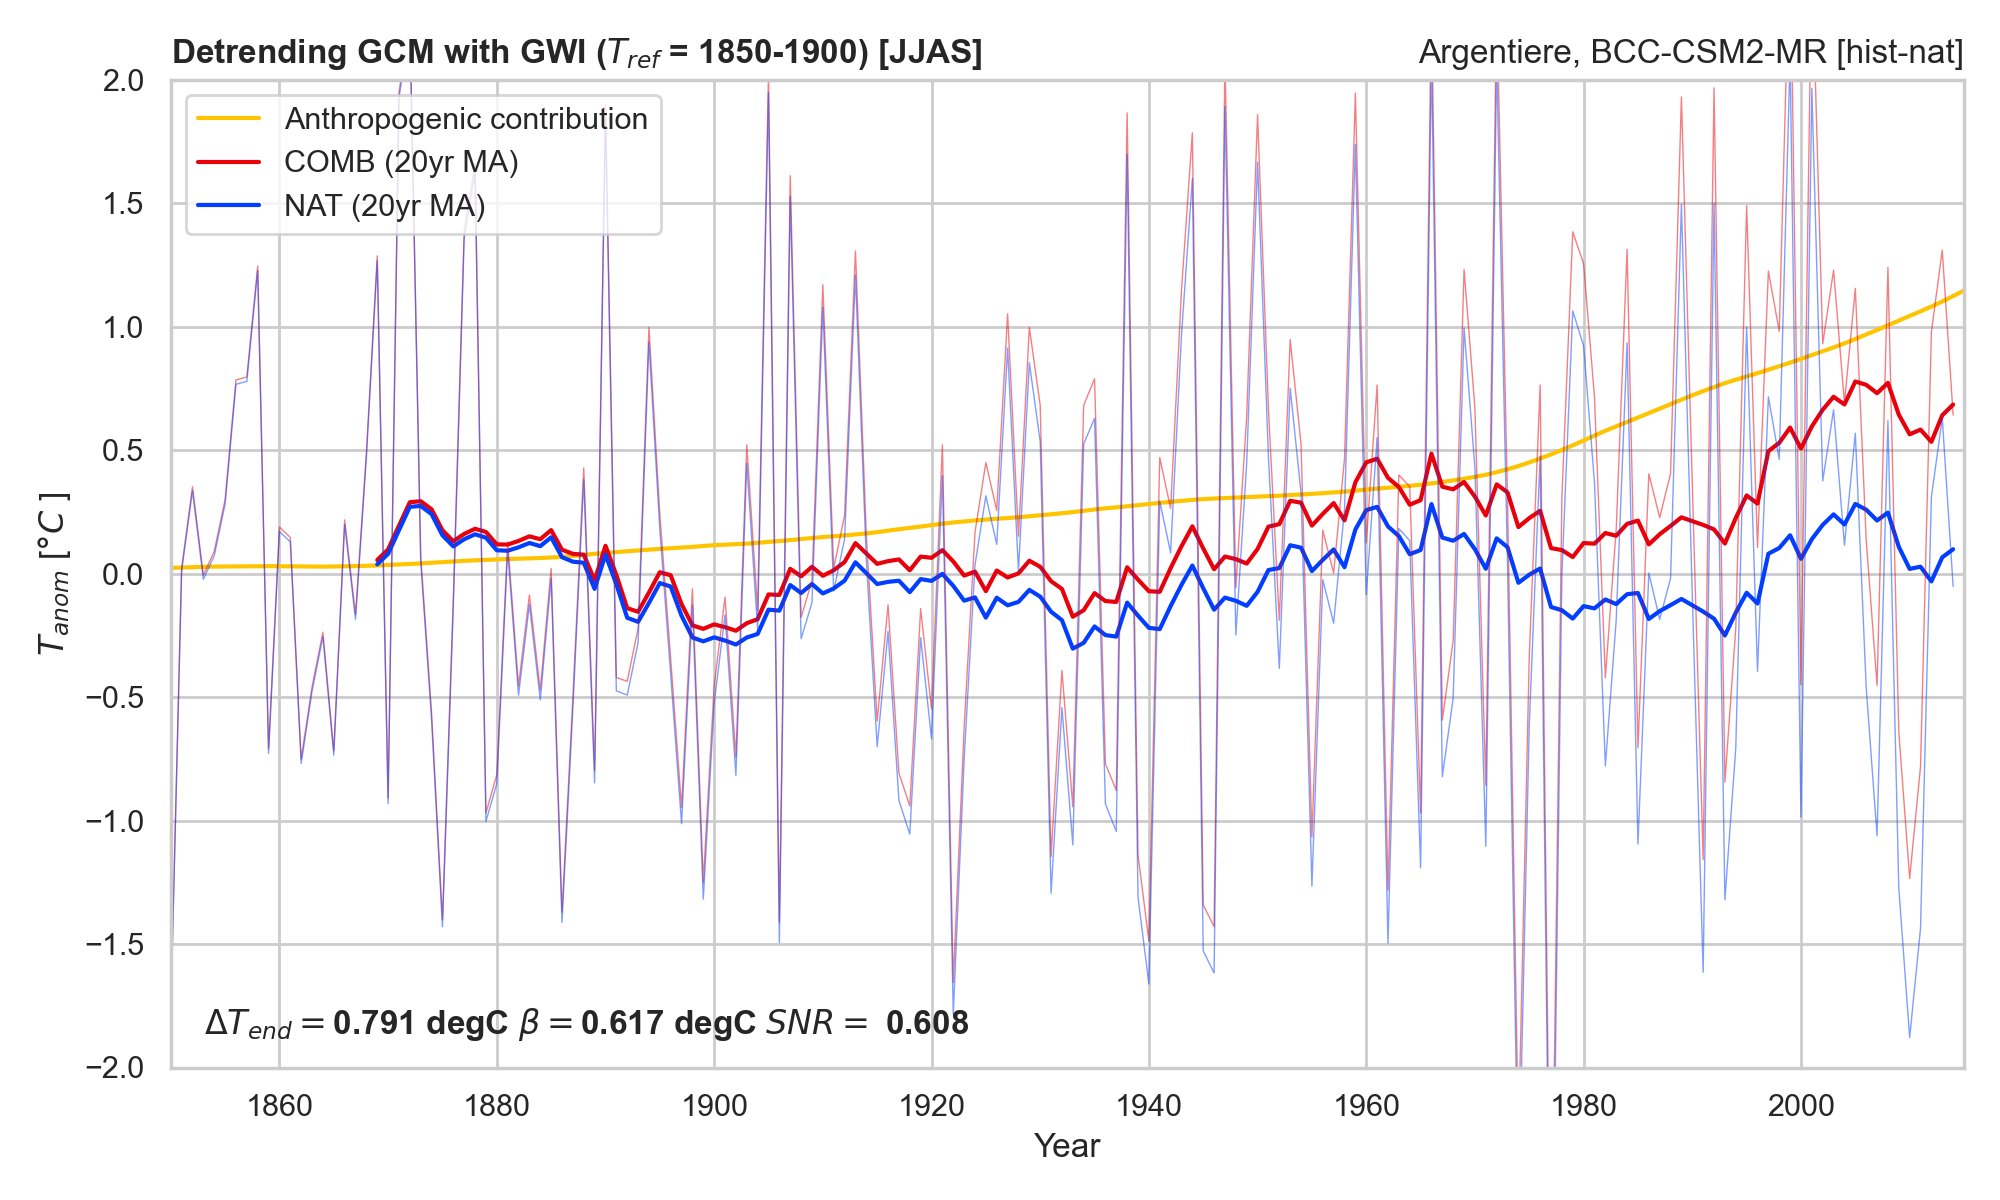 Detrending GCM with GWI (T_ref = 1850-1900) [JJAS]
Argentiere, BCC-CSM2-MR [hist-nat]
2.0
1.5
1.0
0.5
0.0
−0.5
−1.0
−1.5
−2.0
T_anom [°C]
Anthropogenic contribution
COMB (20yr MA)
NAT (20yr MA)
ΔT_end = 0.791 degC β = 0.617 degC SNR = 0.608
1860 1880 1900 1920 1940 1960 1980 2000
Year